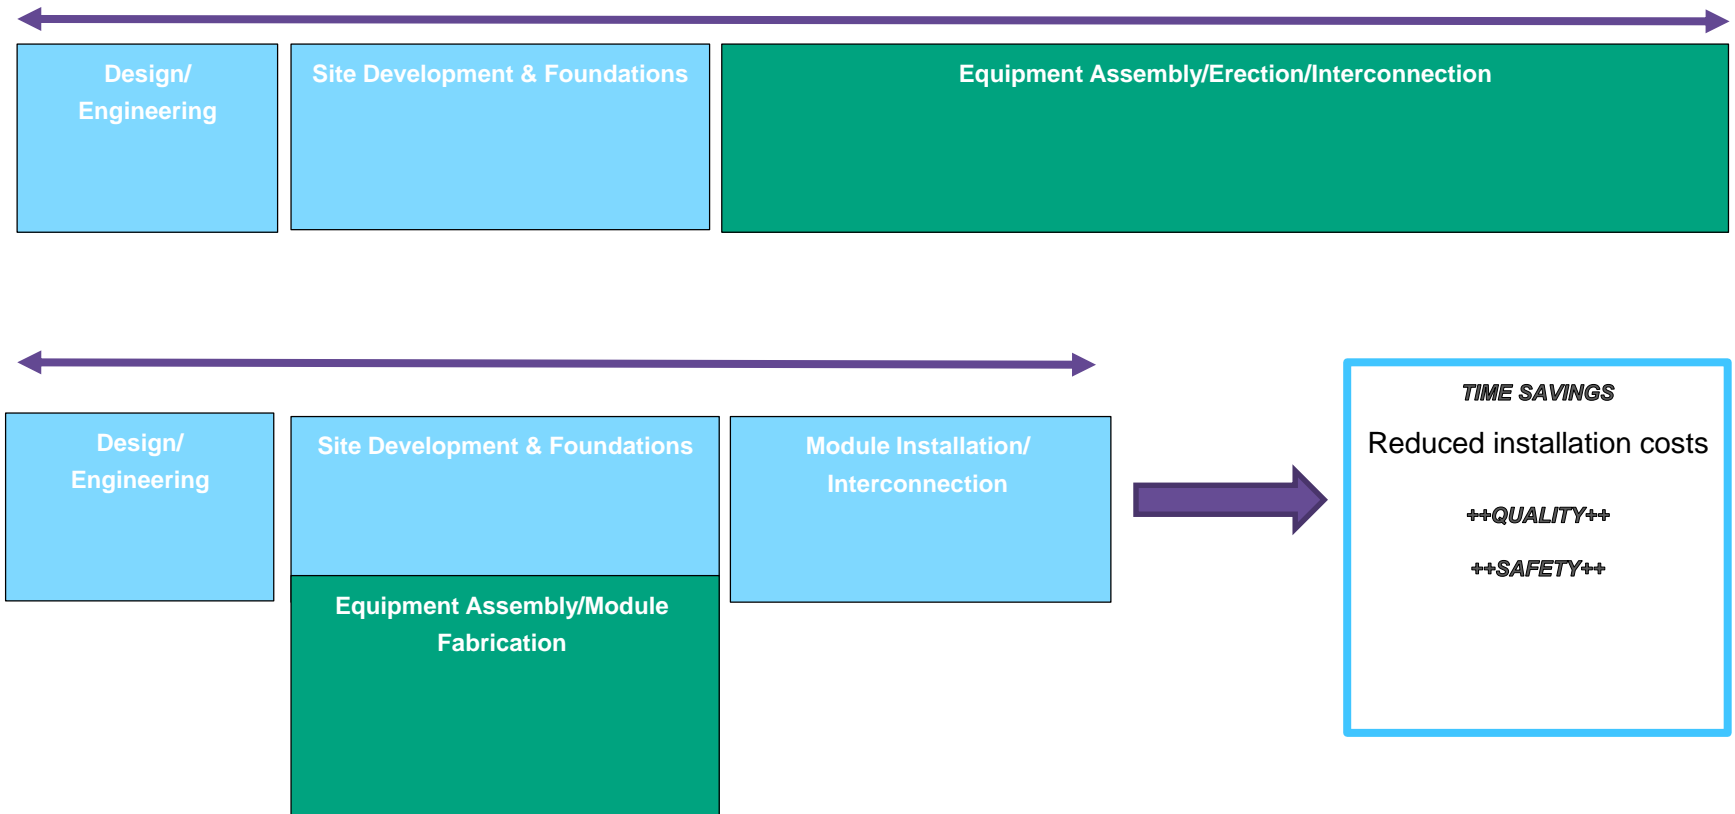 Design/
Engineering
Site Development & Foundations
Equipment Assembly/Erection/Interconnection
Design/
Engineering
Site Development & Foundations
Equipment Assembly/Module
Fabrication
Module Installation/
Interconnection
TIME SAVINGS
Reduced installation costs
++QUALITY++
++SAFETY++